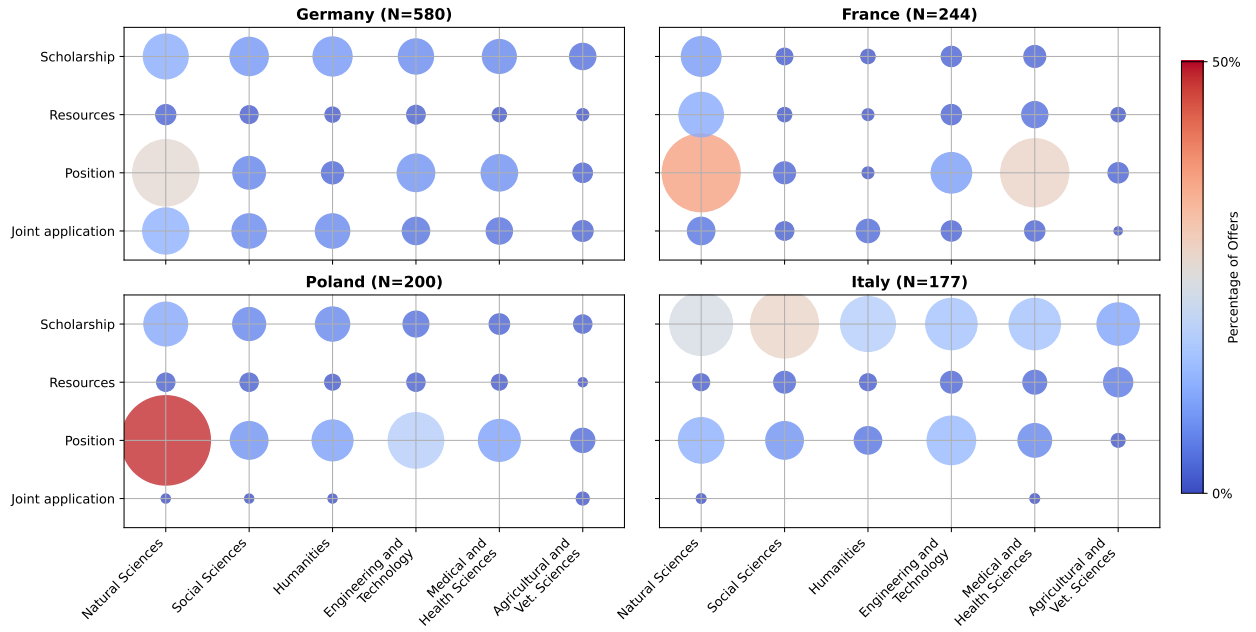 Germany (N=580)
France (N=244)
Scholarship
Resources
Position
Joint application
Poland (N=200)
Italy (N=177)
Scholarship
Resources
Position
Joint application
Natural Sciences
Social Sciences
Humanities
Engineering and
Technology
Medical and
Health Sciences
Agricultural and
Vet. Sciences
Natural Sciences
Social Sciences
Humanities
Engineering and
Technology
Medical and
Health Sciences
Agricultural and
Vet. Sciences
50%
0%
Percentage of Offers